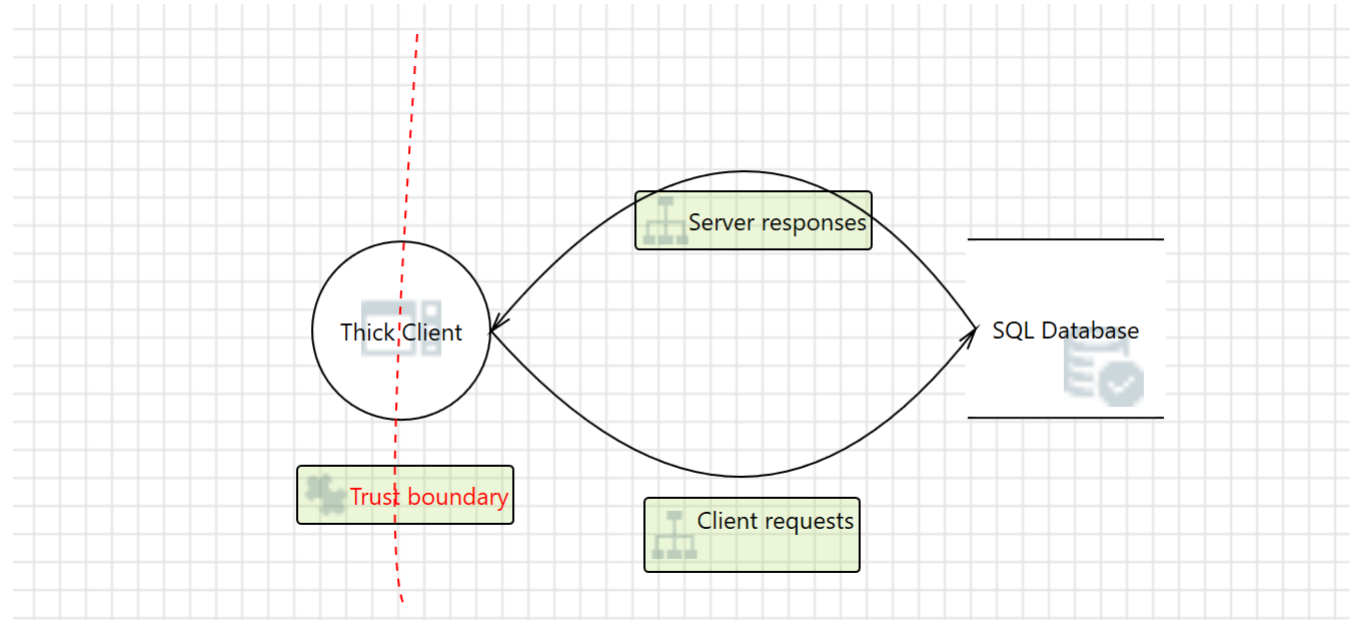 Server responses
Thick Client
SQL Database
Trust boundary
Client requests